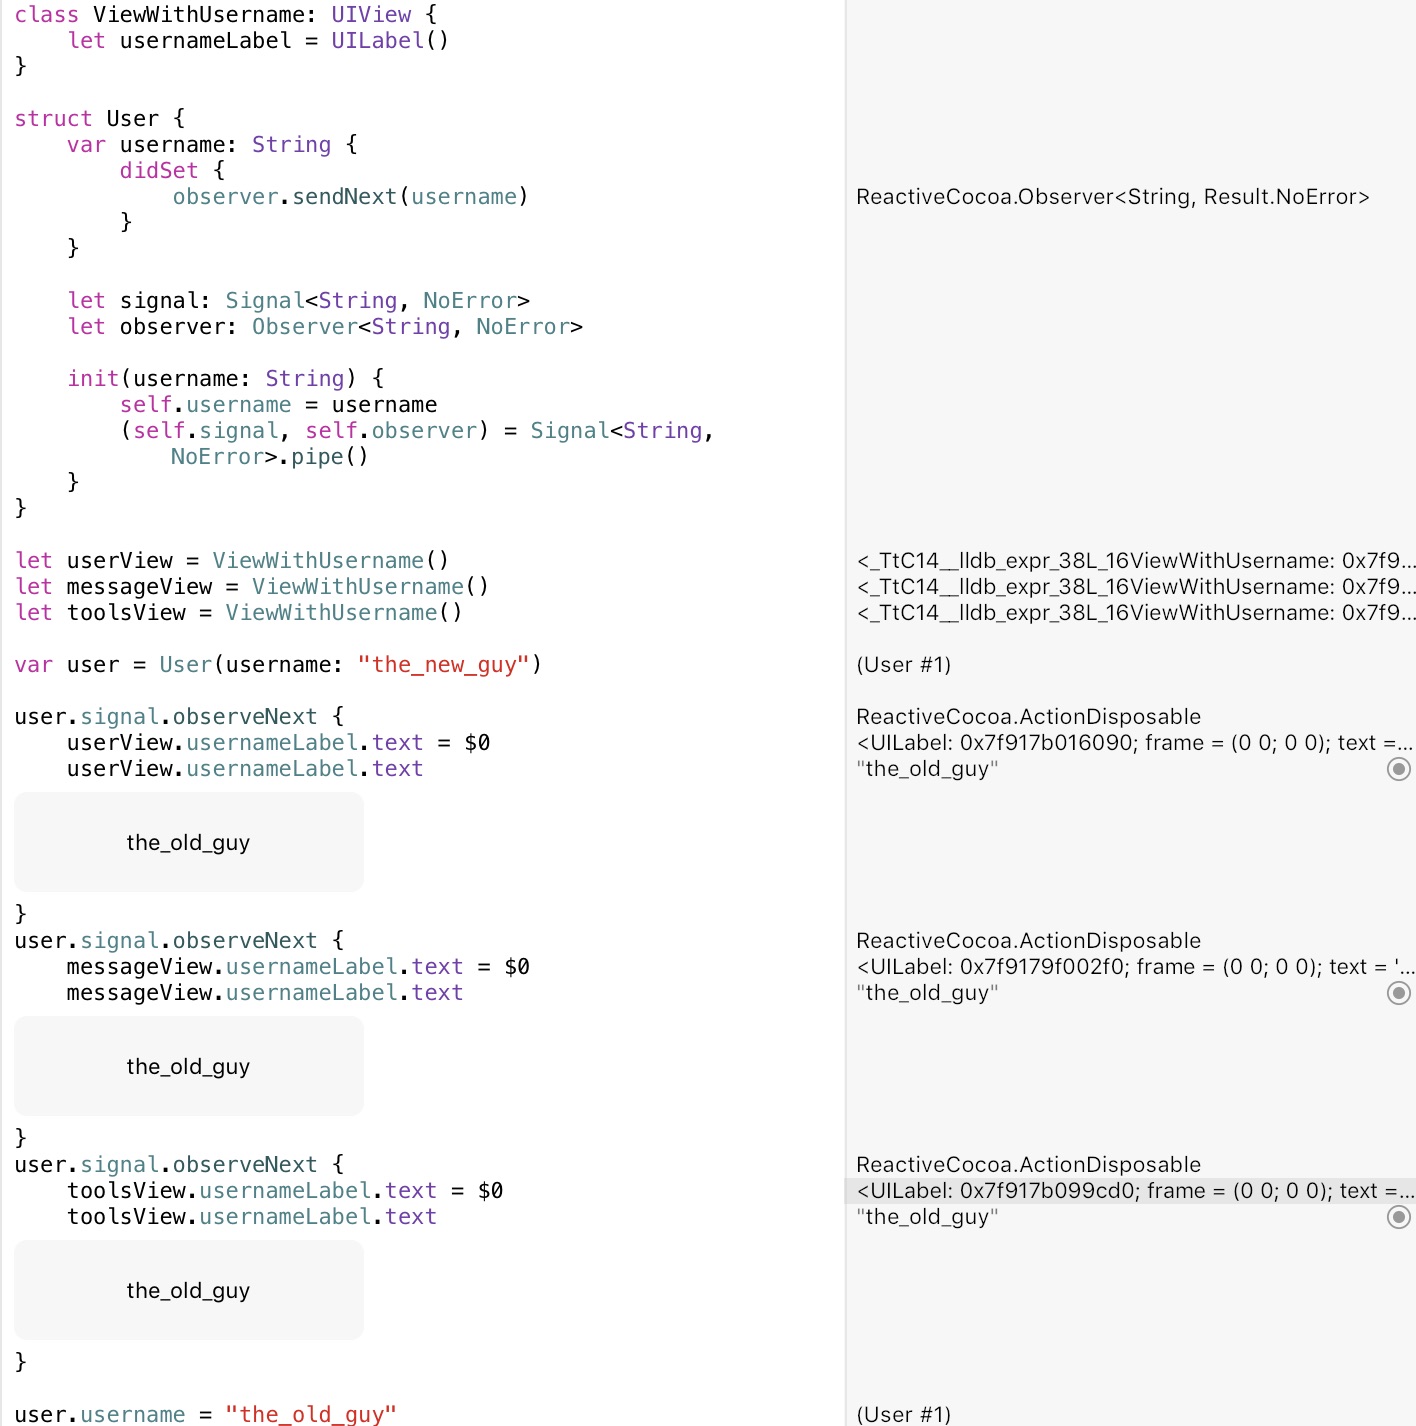 class ViewWithUsername: UIView {
let usernameLabel = UILabel()
}
struct User {
var username: String {
didSet {
observer.sendNext(username) ReactiveCocoa.Observer<String, Result.NoError>
}
}
let signal: Signal<String, NoError>
let observer: Observer<String, NoError>
init(username: String) {
self.username = username
(self.signal, self.observer) = Signal<String,
NoError>.pipe()
}
}
let userView = ViewWithUsername() <_TtC14__lldb_expr_38L_16ViewWithUsername: 0x7f9...
let messageView = ViewWithUsername() <_TtC14__lldb_expr_38L_16ViewWithUsername: 0x7f9...
let toolsView = ViewWithUsername() <_TtC14__lldb_expr_38L_16ViewWithUsername: 0x7f9...
var user = User(username: "the_new_guy") (User #1)
user.signal.observeNext { ReactiveCocoa.ActionDisposable
userView.usernameLabel.text = $0 <UILabel: 0x7f917b016090; frame = (0 0; 0 0); text =...
userView.usernameLabel.text "the_old_guy"
the_old_guy
}
user.signal.observeNext { ReactiveCocoa.ActionDisposable
messageView.usernameLabel.text = $0 <UILabel: 0x7f9179f002f0; frame = (0 0; 0 0); text = '...
messageView.usernameLabel.text "the_old_guy"
the_old_guy
}
user.signal.observeNext { ReactiveCocoa.ActionDisposable
toolsView.usernameLabel.text = $0 <UILabel: 0x7f917b099cd0; frame = (0 0; 0 0); text =...
toolsView.usernameLabel.text "the_old_guy"
the_old_guy
}
user.username = "the_old_guy" (User #1)